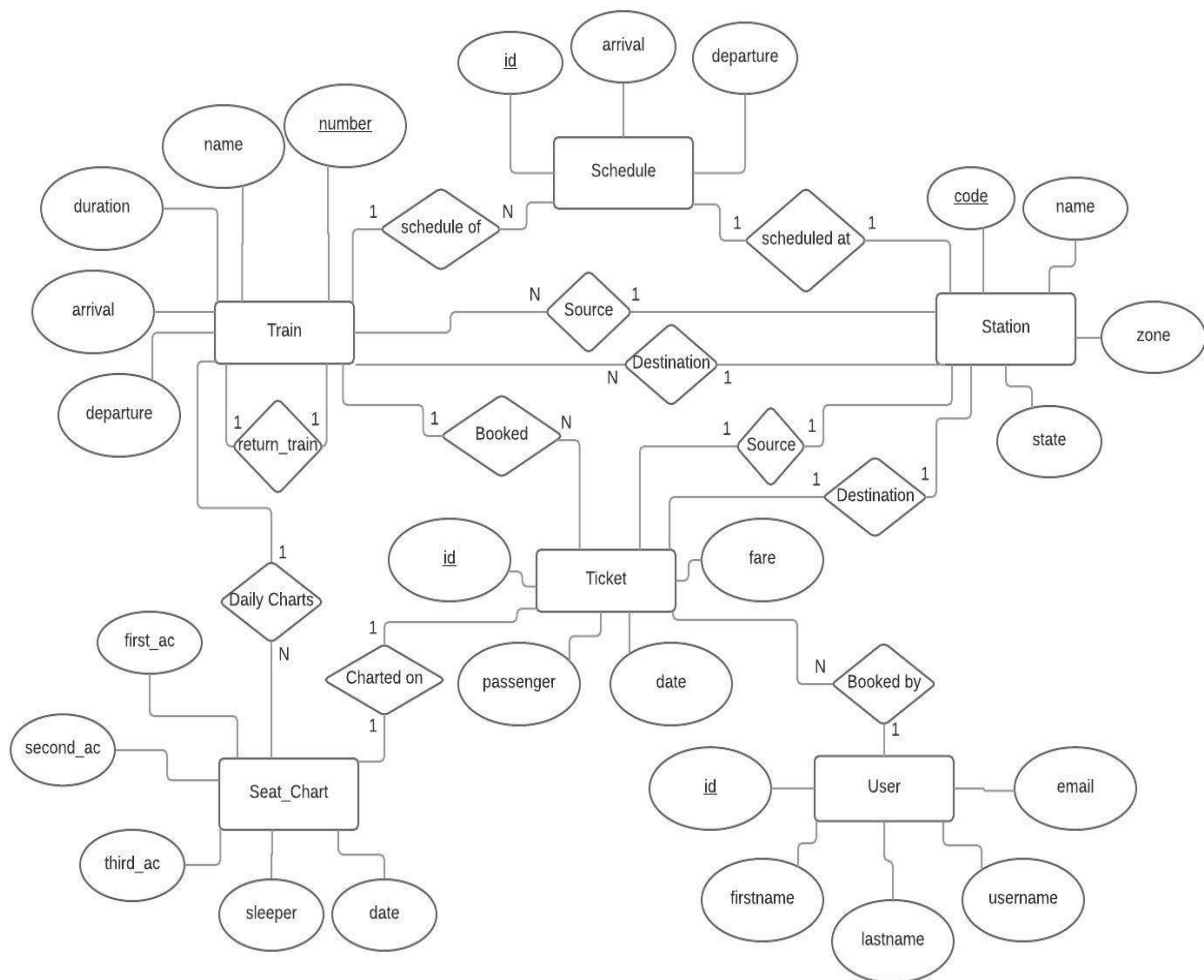 arrival
id
departure
number
name
Schedule
code
name
duration
1
N
schedule of
1
1
scheduled at
arrival
N
1
Source
Train
Station
zone
Destination
N
1
departure
1
1
return_train
1
N
Booked
1
1
Source
state
1
1
Destination
id
fare
Ticket
1
Daily Charts
N
1
first_ac
Charted on
passenger
date
N
Booked by
1
1
second_ac
Seat_Chart
id
User
email
third_ac
sleeper
date
firstname
username
lastname